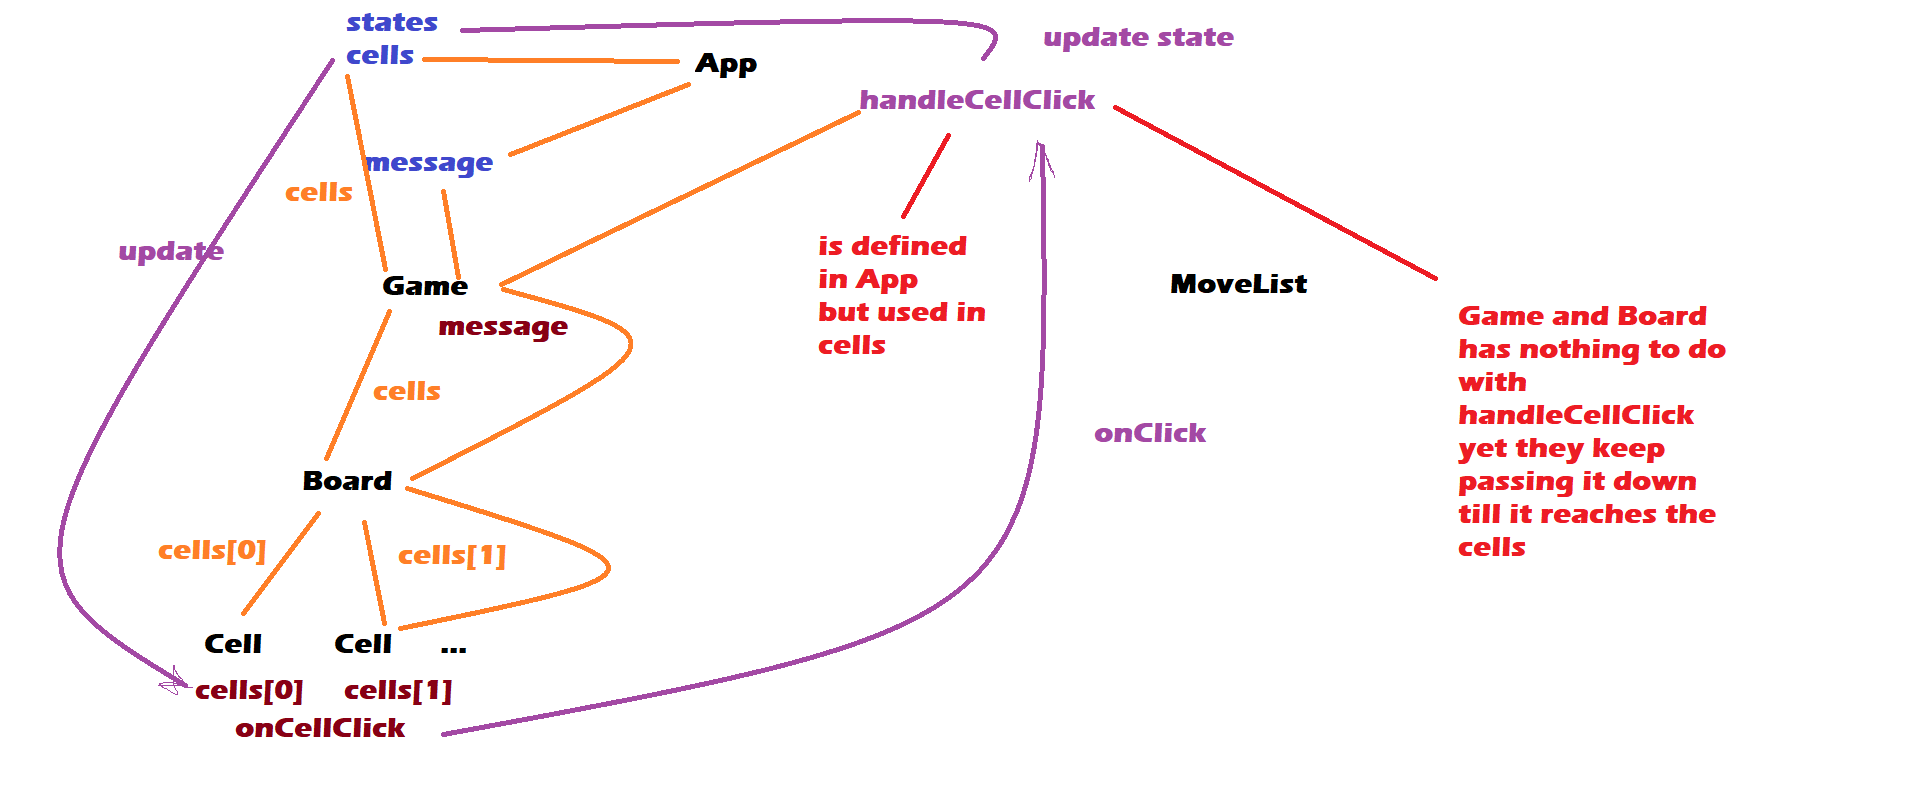 states
cells
App
update state
handleCellClick
message
cells
update
Game
message
is defined
in App
but used in
cells
MoveList
Game and Board
has nothing to do
with
handleCellClick
yet they keep
passing it down
till it reaches the
cells
cells
onClick
Board
cells[0]
cells[1]
Cell
Cell
...
cells[0]
cells[1]
onCellClick